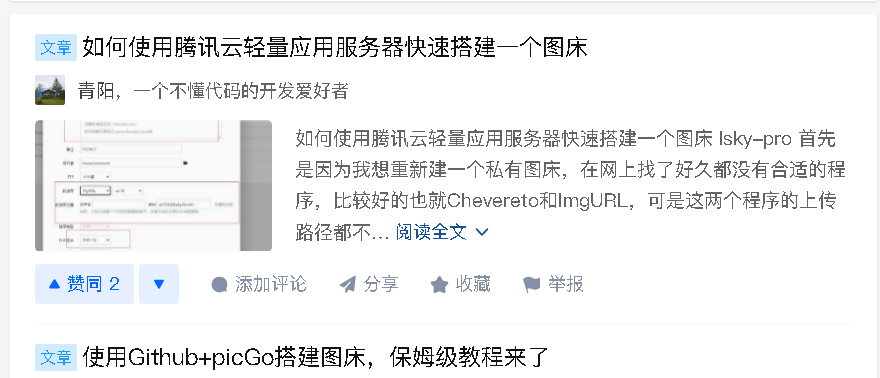 文章 如何使用腾讯云轻量应用服务器快速搭建一个图床
青阳，一个不懂代码的开发爱好者
如何使用腾讯云轻量应用服务器快速搭建一个图床 lsky-pro 首先
是因为我想重新建一个私有图床，在网上找了好久都没有合适的程
序，比较好的也就Chevereto和ImgURL，可是这两个程序的上传
路径都不... 阅读全文
赞同 2 添加评论 分享 收藏 举报
文章 使用Github+picGo搭建图床，保姆级教程来了